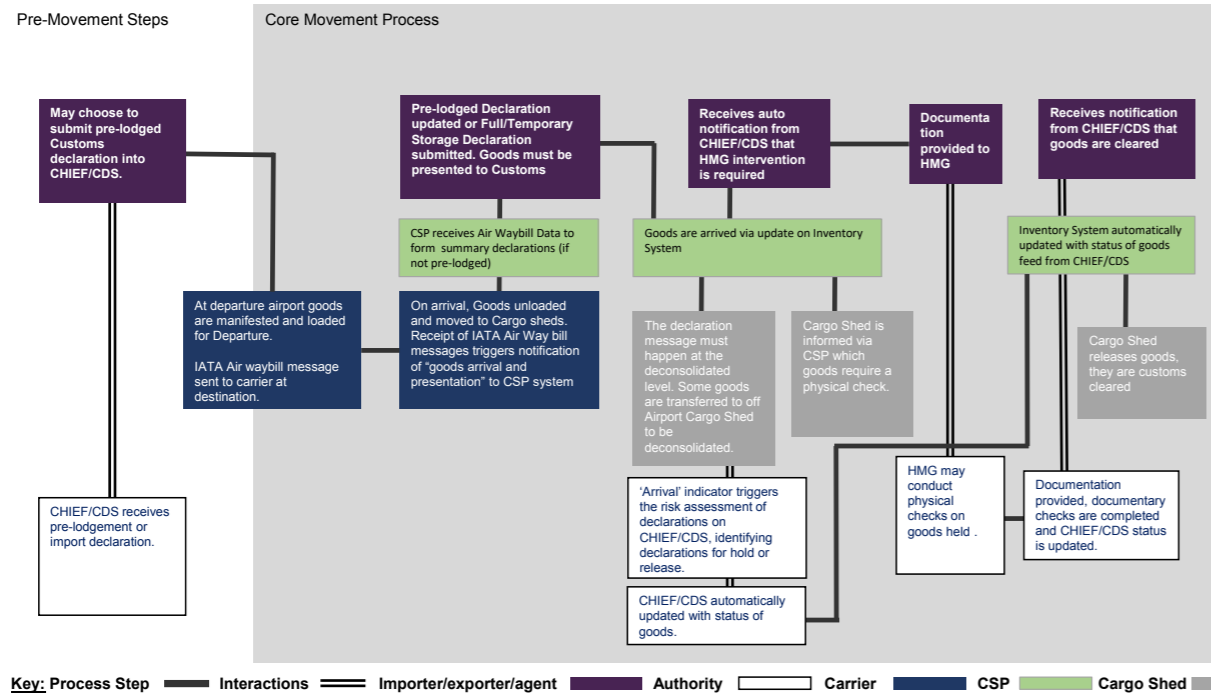 Pre-Movement Steps
Core Movement Process
May choose to
submit pre-lodged
Customs
declaration into
CHIEF/CDS.
Pre-lodged Declaration
updated or Full/Temporary
Storage Declaration
submitted. Goods must be
presented to Customs
Receives auto
notification from
CHIEF/CDS that
HMG intervention
is required
Documenta
tion
provided to
HMG
Receives notification
from CHIEF/CDS that
goods are cleared
CSP receives Air Waybill Data to
form summary declarations (if
not pre-lodged)
Goods are arrived via update on Inventory
System
Inventory System automatically
updated with status of goods
feed from CHIEF/CDS
At departure airport goods
are manifested and loaded
for Departure.
IATA Air waybill message
sent to carrier at
destination.
On arrival, Goods unloaded
and moved to Cargo sheds.
Receipt of IATA Air Way bill
messages triggers notification
of “goods arrival and
presentation” to CSP system
The declaration
message must
happen at the
deconsolidated
level. Some goods
are transferred to off
Airport Cargo Shed
to be
deconsolidated.
Cargo Shed is
informed via
CSP which
goods require a
physical check.
Cargo Shed
releases goods,
they are customs
cleared
CHIEF/CDS receives
pre-lodgement or
import declaration.
‘Arrival’ indicator triggers
the risk assessment of
declarations on
CHIEF/CDS, identifying
declarations for hold or
release.
HMG may
conduct
physical
checks on
goods held .
Documentation
provided, documentary
checks are completed
and CHIEF/CDS status
is updated.
CHIEF/CDS automatically
updated with status of
goods.
Key: Process Step Interactions Importer/exporter/agent Authority Carrier CSP Cargo Shed